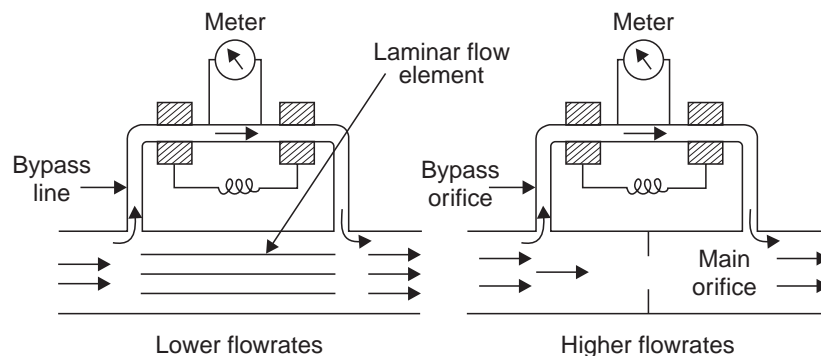 Meter
Laminar flow
element
Bypass
line
Lower flowrates
Meter
Bypass
orifice
Main
orifice
Higher flowrates